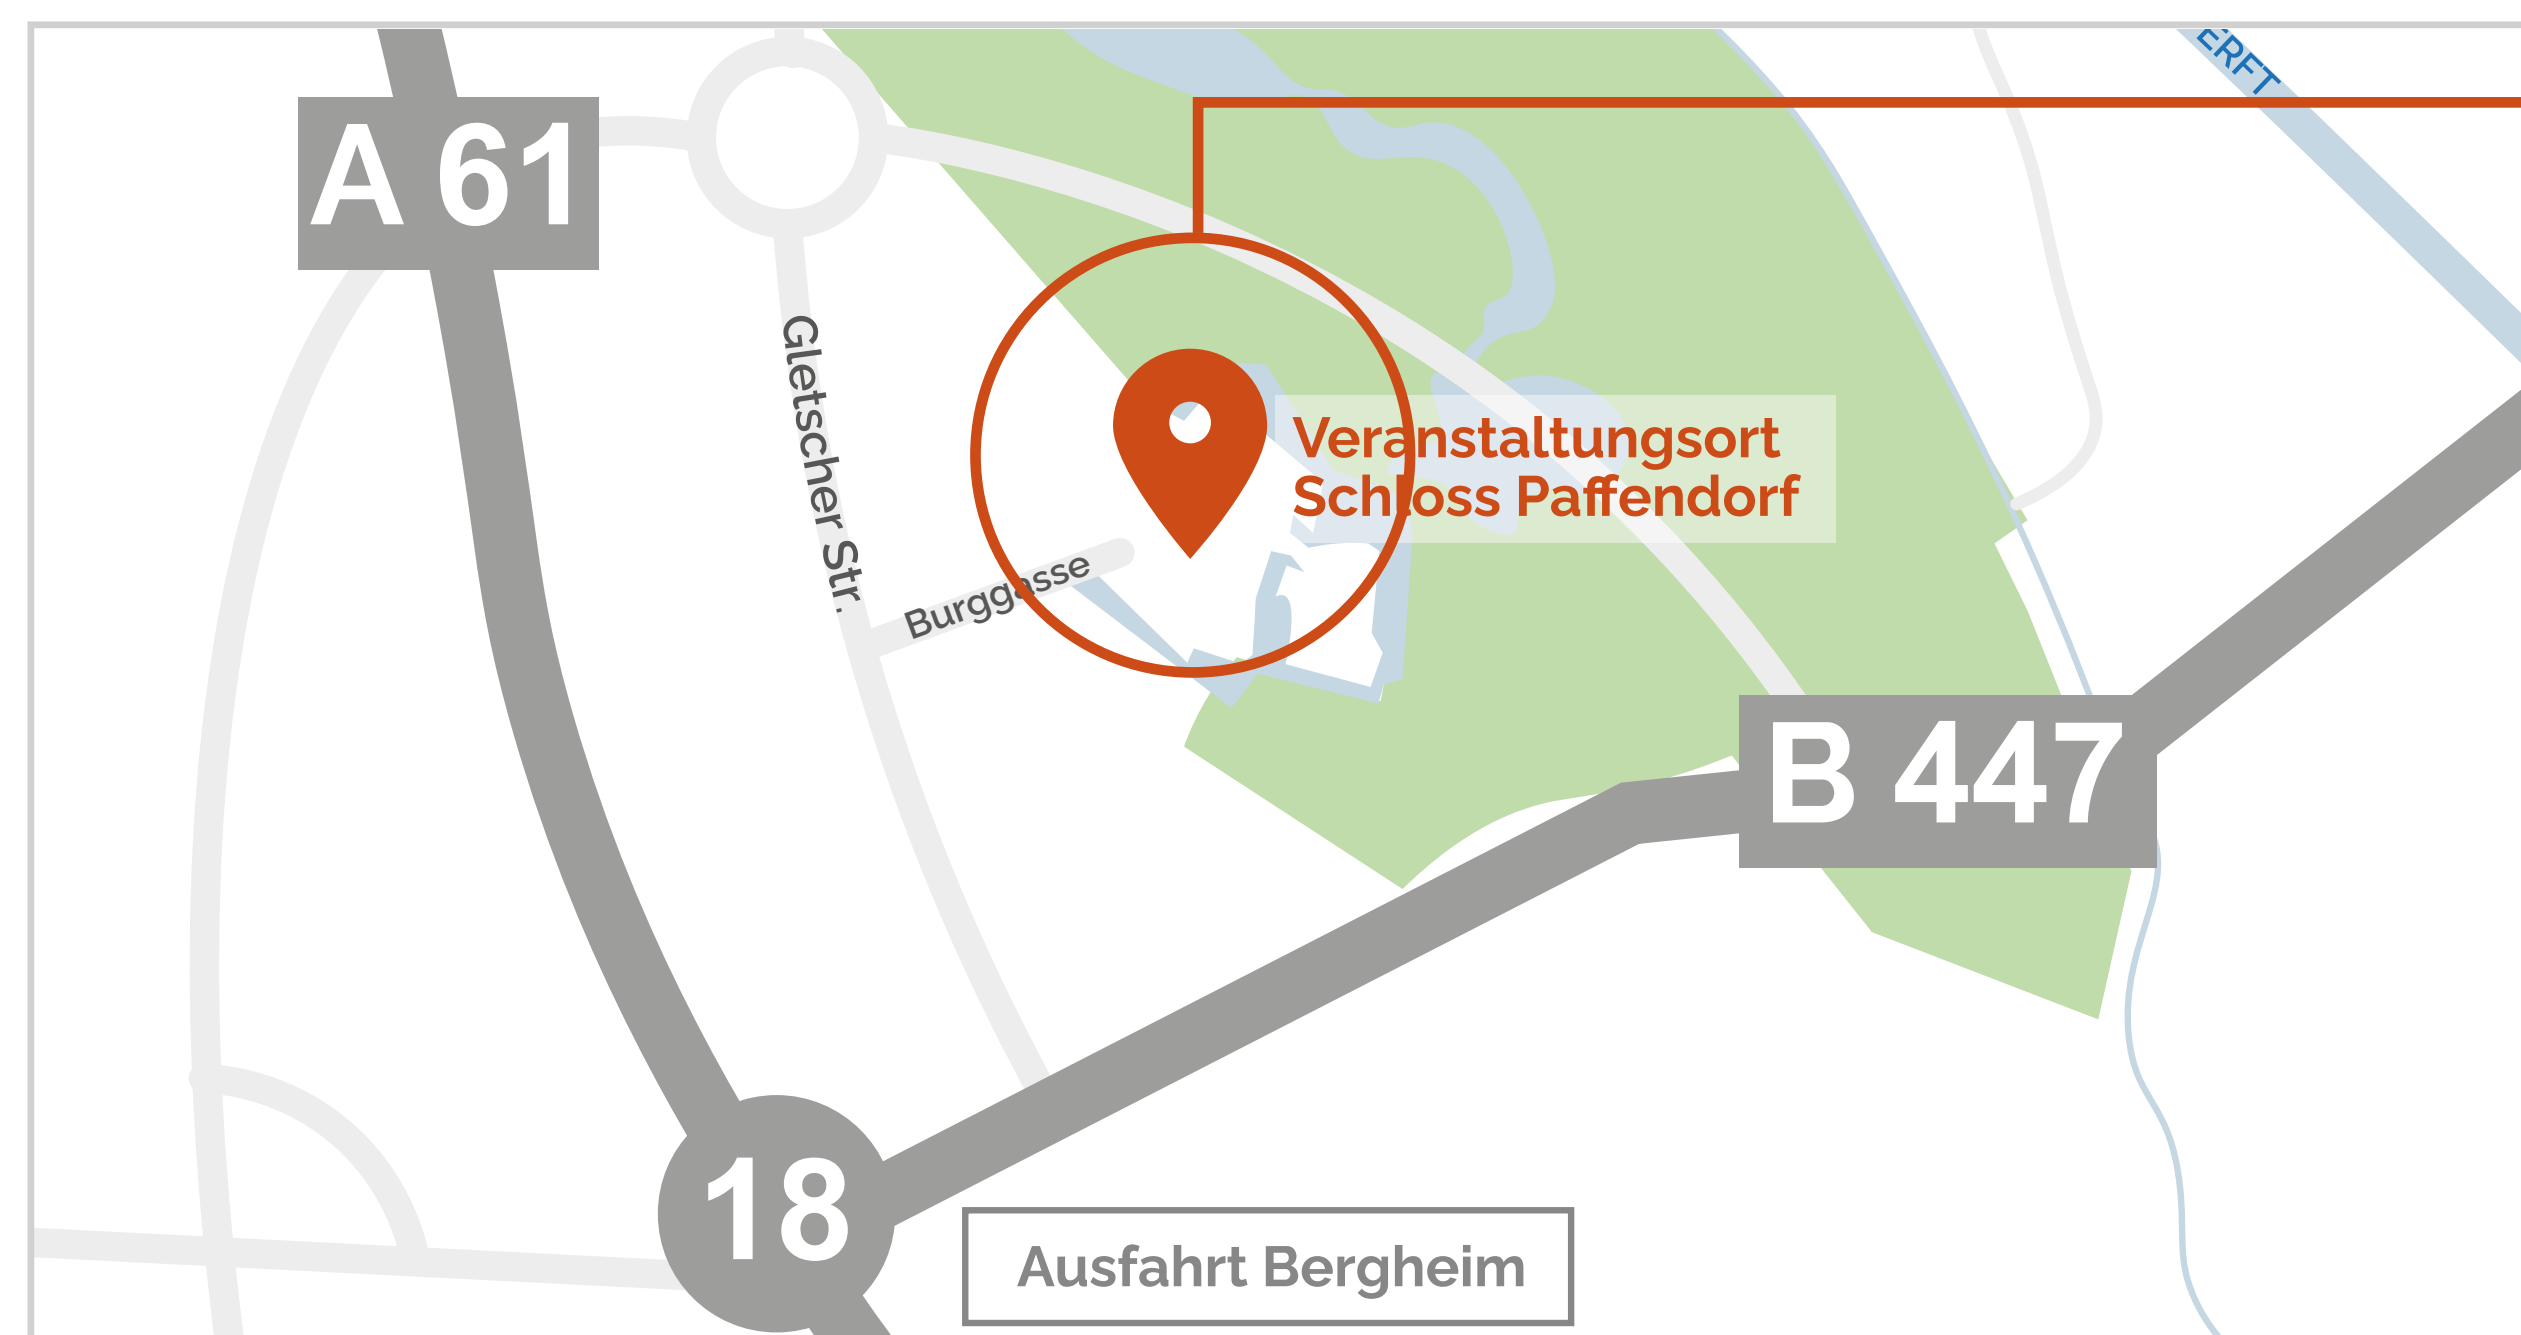 ERFT
A 61
Gletscher Str.
Veranstaltungsort
Schloss Paffendorf
Burggasse
B 447
18
Ausfahrt Bergheim